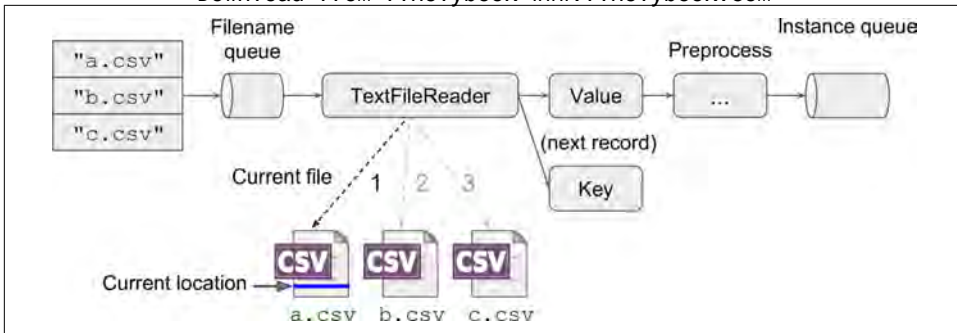 Filename
queue
Instance queue
Preprocess
"a.csv"
"b.csv"
"c.csv"
TextFileReader
Value
...
(next record)
Key
Current file
1
2
3
CSV
CSV
CSV
Current location
a.csv
b.csv
c.csv